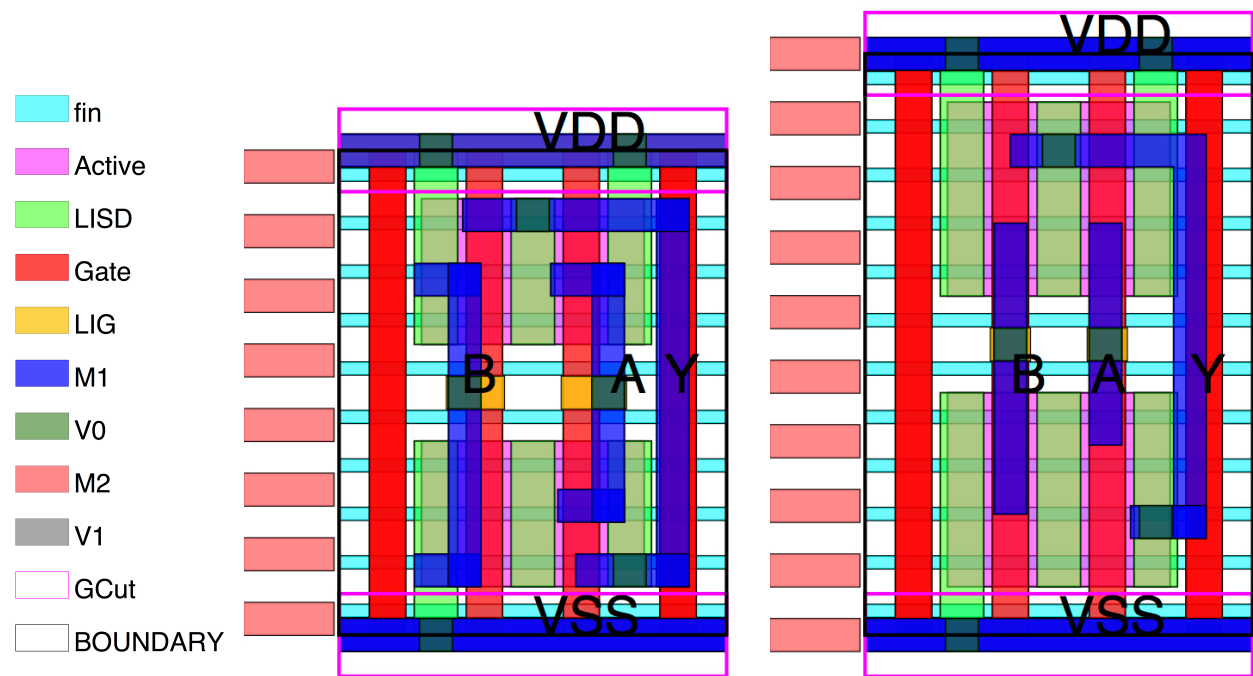 fin
Active
LISD
Gate
LIG
M1
V0
M2
V1
GCut
BOUNDARY
VDD
B
A
Y
VSS
VDD
B
A
Y
VSS